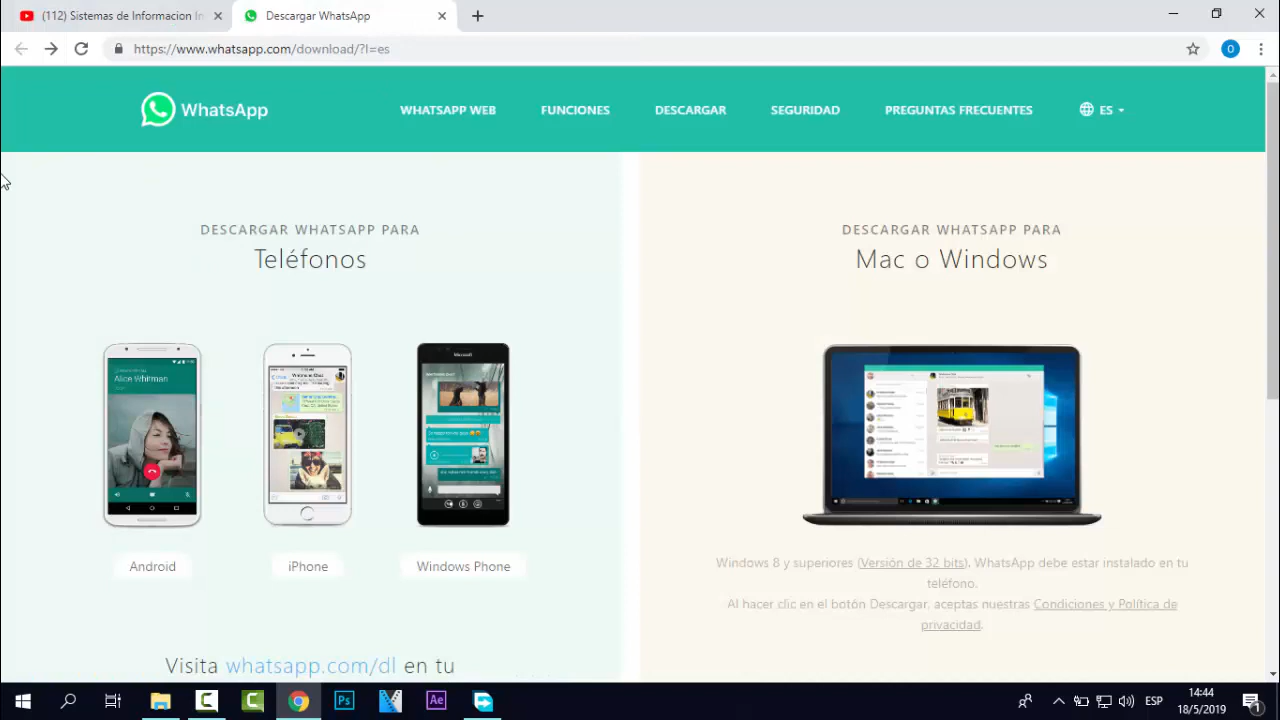 (112) Sistemas de Informacion In
Descargar WhatsApp
https://www.whatsapp.com/download/?l=es
O
WhatsApp
WHATSAPP WEB
FUNCIONES
DESCARGAR
SEGURIDAD
PREGUNTAS FRECUENTES
ES
DESCARGAR WHATSAPP PARA
Teléfonos
Alice Whitman
Microsoft
Android
iPhone
Windows Phone
Visita whatsapp.com/dl en tu
DESCARGAR WHATSAPP PARA
Mac o Windows
Windows 8 y superiores (Versión de 32 bits). WhatsApp debe estar instalado en tu
teléfono.
Al hacer clic en el botón Descargar, aceptas nuestras Condiciones y Política de
privacidad.
Ps
Ae
ESP
14:44
18/5/2019
1